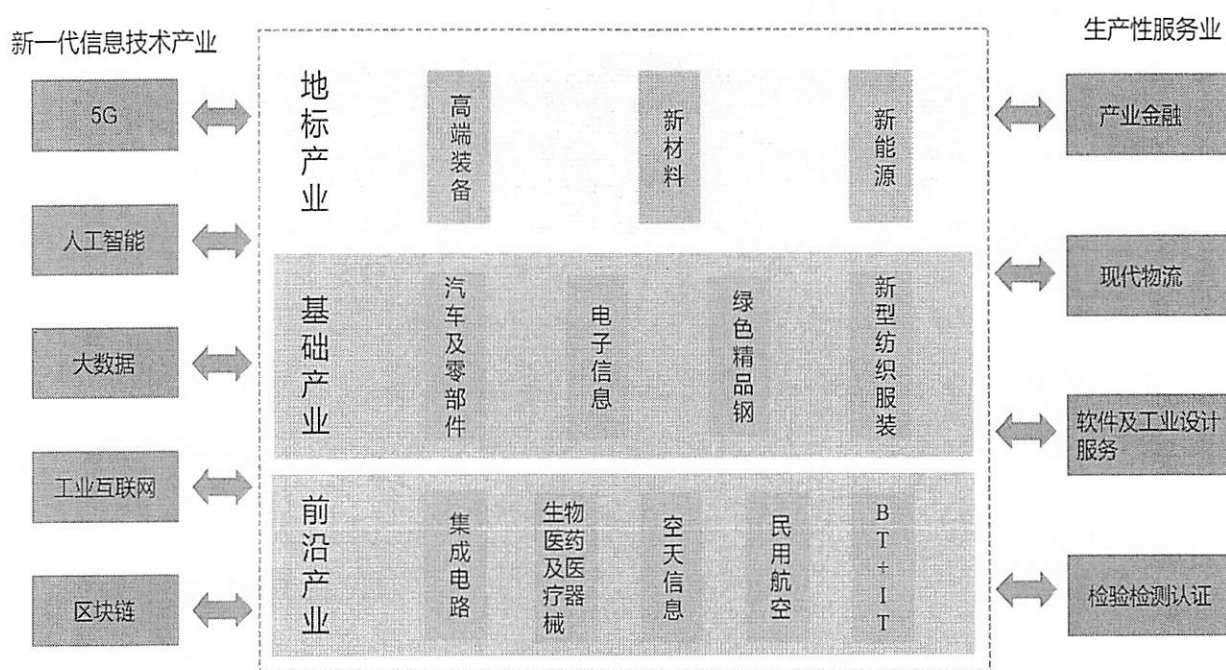 新一代信息技术产业
5G
人工智能
大数据
工业互联网
区块链
地标产业
高端装备
新材料
新能源
基础产业
汽车及零部件
电子信息
绿色精品钢
新型纺织服装
前沿产业
集成电路
生物医药及医疗器械
空天信息
民用航空
BT+IT
生产性服务业
产业金融
现代物流
软件及工业设计
服务
检验检测认证